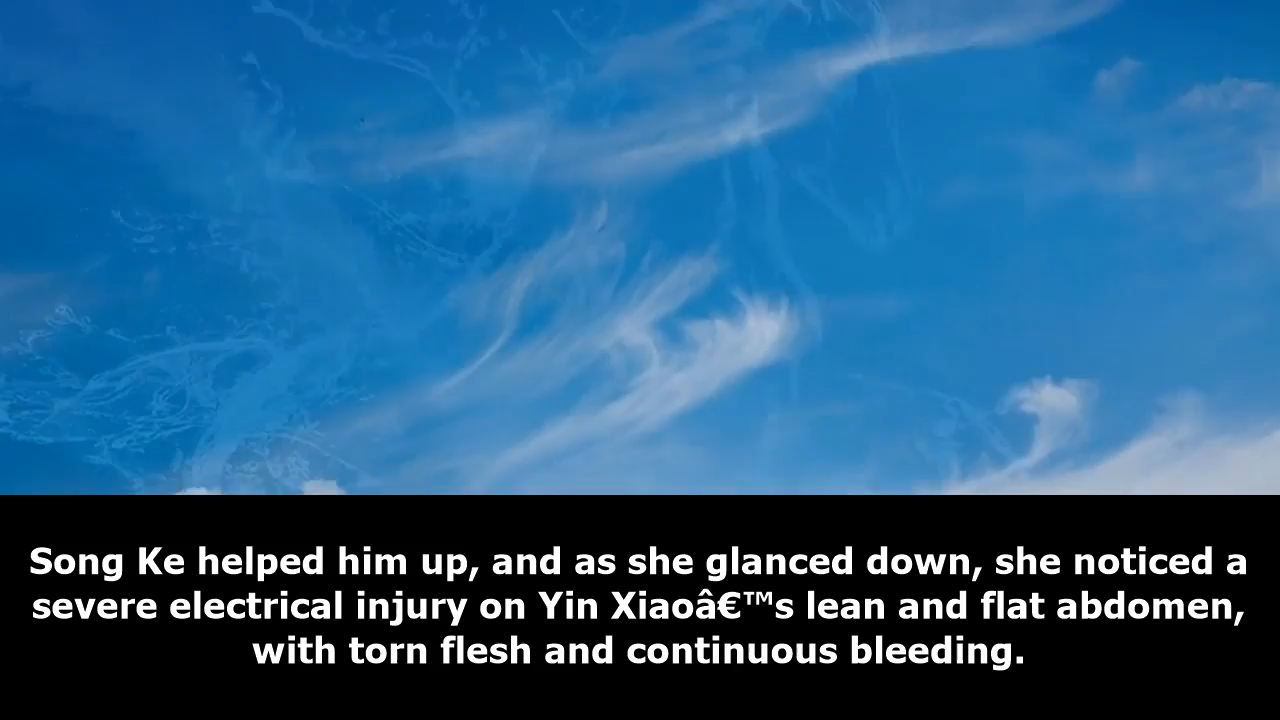 Song Ke helped him up, and as she glanced down, she noticed a
severe electrical injury on Yin Xiaoâ€™s lean and flat abdomen,
with torn flesh and continuous bleeding.